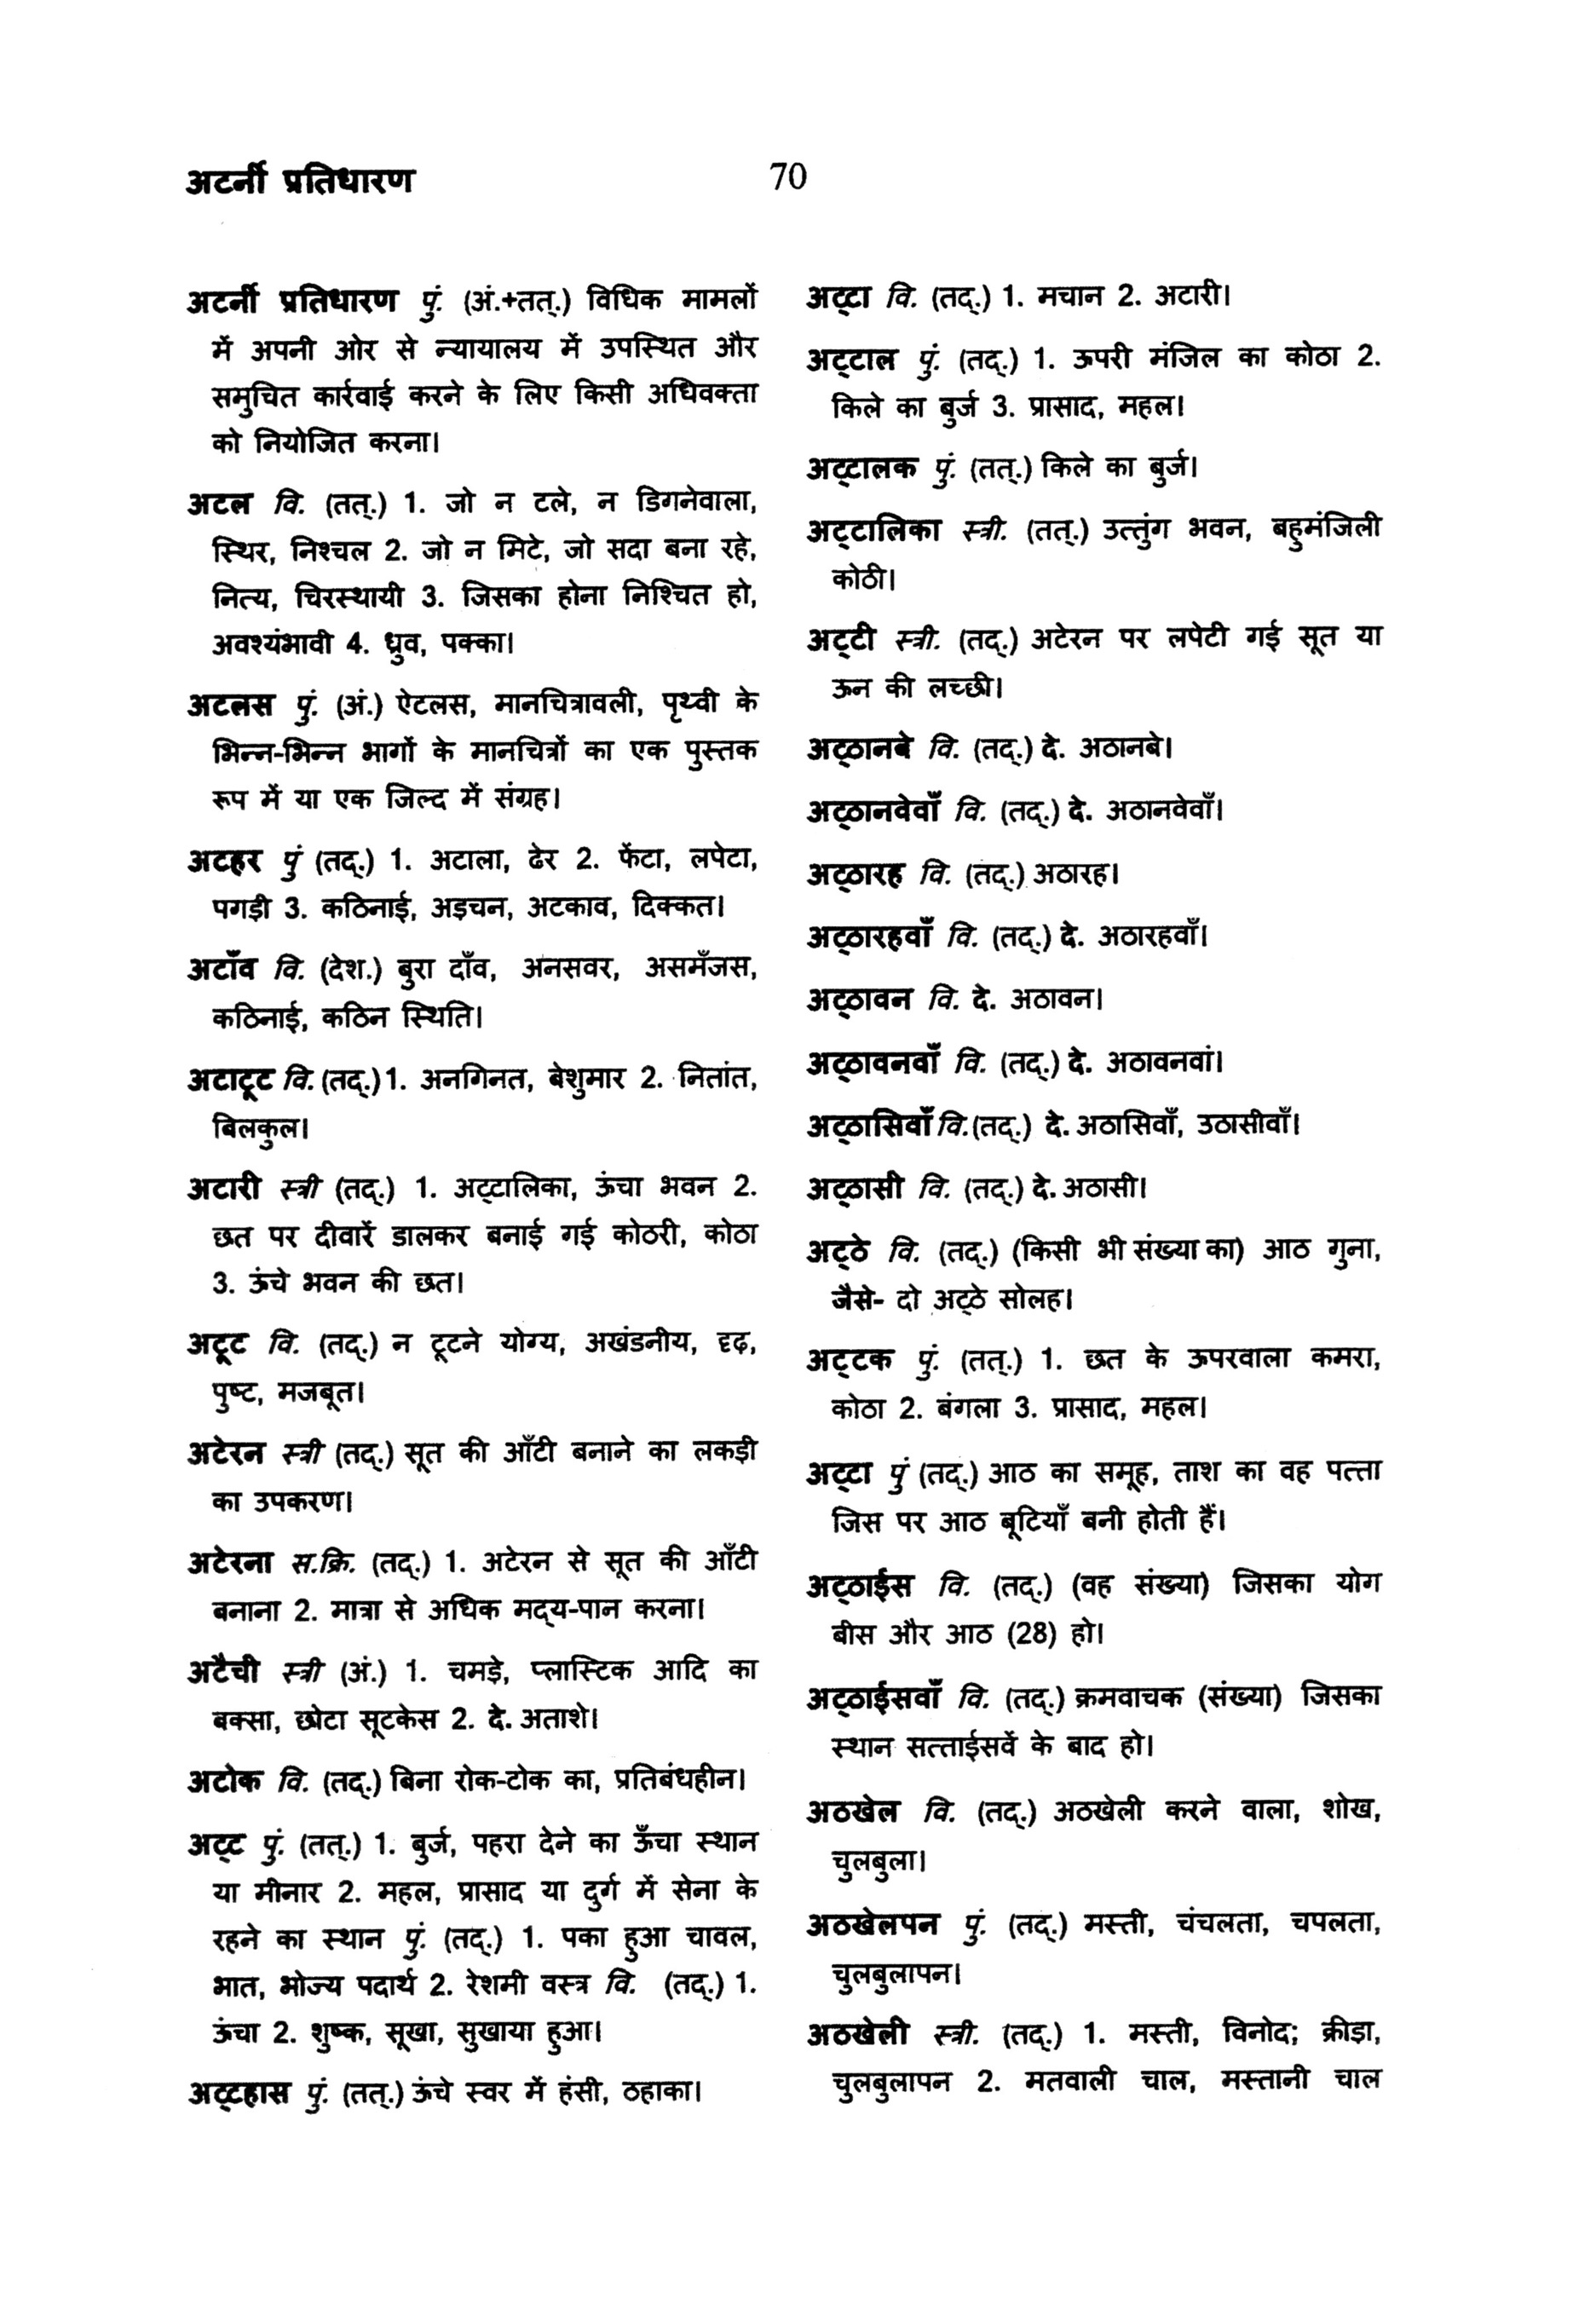 अटर्नी प्रतिधारण
70
अटर्नी प्रतिधारण पुं. (अं.+तत्.) विधिक मामलों
में अपनी ओर से न्यायालय में उपस्थित और
समुचित कार्रवाई करने के लिए किसी अधिवक्ता
को नियोजित करना।
अटल वि. (तत्.) 1. जो न टले, न डिगनेवाला,
स्थिर, निश्चल 2. जो न मिटे, जो सदा बना रहे,
नित्य, चिरस्थायी 3. जिसका होना निश्चित हो,
अवश्यंभावी 4. ध्रुव, पक्का।
अटलस पुं. (अं.) ऐटलस, मानचित्रावली, पृथ्वी के
भिन्न-भिन्न भागों के मानचित्रों का एक पुस्तक
रूप में या एक जिल्द में संग्रह।
अटहर पुं (तद्.) 1. अटाला, ढेर 2. फेंटा, लपेटा,
पगड़ी 3. कठिनाई, अड़चन, अटकाव, दिक्कत।
अटाँव वि. (देश.) बुरा दाँव, अनसवर, असमँजस,
कठिनाई, कठिन स्थिति।
अटाटूट वि. (तद्.) 1. अनगिनत, बेशुमार 2. नितांत,
बिलकुल।
अटारी स्त्री (तद्.) 1. अट्टालिका, ऊंचा भवन 2.
छत पर दीवारें डालकर बनाई गई कोठरी, कोठा
3. ऊंचे भवन की छत।
अटूट वि. (तद्.) न टूटने योग्य, अखंडनीय, दृढ़,
पुष्ट, मजबूत।
अटेरन स्त्री (तद्.) सूत की आँटी बनाने का लकड़ी
का उपकरण।
अटेरना स.क्रि. (तद्.) 1. अटेरन से सूत की आँटी
बनाना 2. मात्रा से अधिक मद्‌य-पान करना।
अटैची स्त्री (अं.) 1. चमड़े, प्लास्टिक आदि का
बक्सा, छोटा सूटकेस 2. दे. अताशे।
अटोक वि. (तद्.) बिना रोक-टोक का, प्रतिबंधहीन।
अट्ट पुं. (तत्.) 1. बुर्ज, पहरा देने का ऊँचा स्थान
या मीनार 2. महल, प्रासाद या दुर्ग में सेना के
रहने का स्थान पुं. (तद्.) 1. पका हुआ चावल,
भात, भोज्य पदार्थ 2. रेशमी वस्त्र वि. (तद्.) 1.
ऊंचा 2. शुष्क, सूखा, सुखाया हुआ।
अट्टहास पुं. (तत्.) ऊंचे स्वर में हंसी, ठहाका।
अट्टा वि. (तद्.) 1. मचान 2. अटारी।
अट्टाल पुं. (तद्.) 1. ऊपरी मंजिल का कोठा 2.
किले का बुर्ज 3. प्रासाद, महल।
अट्टालक पुं. (तत्.) किले का बुर्ज।
अट्टालिका स्त्री. (तत्.) उत्तुंग भवन, बहुमंजिली
कोठी।
अट्टी स्त्री. (तद्.) अटेरन पर लपेटी गई सूत या
ऊन की लच्छी।
अट्ठानबे वि. (तद्.) दे. अठानबे।
अट्ठानवेवाँ वि. (तद्.) दे. अठानवेवाँ।
अट्ठारह वि. (तद्.) अठारह।
अट्ठारहवाँ वि. (तद्.) दे. अठारहवाँ।
अट्ठावन वि. दे. अठावन।
अट्ठावनवाँ वि. (तद्.) दे. अठावनवां।
अट्ठासिवाँ वि. (तद्.) दे. अठासिवाँ, उठासीवाँ।
अट्ठासी वि. (तद्.) दे. अठासी।
अट्ठे वि. (तद्.) (किसी भी संख्या का) आठ गुना,
जैसे- दो अट्ठे सोलह।
अट्टक पुं. (तत्.) 1. छत के ऊपरवाला कमरा,
कोठा 2. बंगला 3. प्रासाद, महल।
अट्टा पुं (तद्.) आठ का समूह, ताश का वह पत्ता
जिस पर आठ बूटियाँ बनी होती हैं।
अट्ठाईस वि. (तद्.) (वह संख्या) जिसका योग
बीस और आठ (28) हो।
अट्ठाईसवाँ वि. (तद्.) क्रमवाचक (संख्या) जिसका
स्थान सत्ताईसवें के बाद हो।
अठखेल वि. (तद्.) अठखेली करने वाला, शोख,
चुलबुला।
अठखेलपन पुं. (तद्.) मस्ती, चंचलता, चपलता,
चुलबुलापन।
अठखेली स्त्री. (तद्.) 1. मस्ती, विनोद; क्रीड़ा,
चुलबुलापन 2. मतवाली चाल, मस्तानी चाल